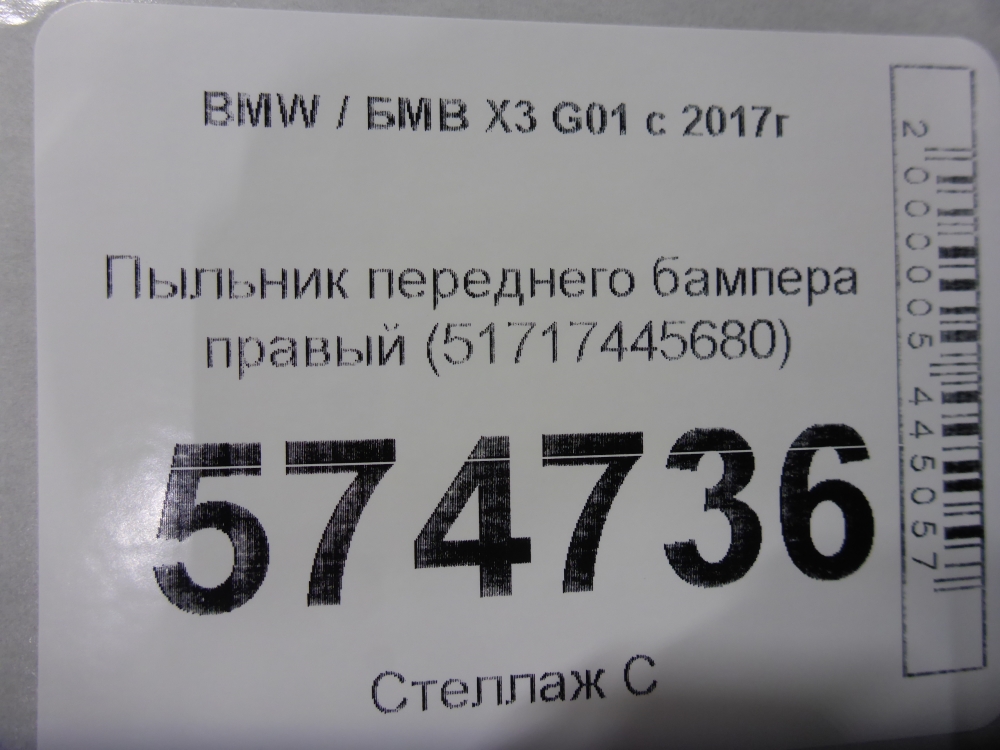 BMW / БМВ X3 G01 с 2017г
Пыльник переднего бампера
правый (51717445680)
574736
Стеллаж С
2000005445057